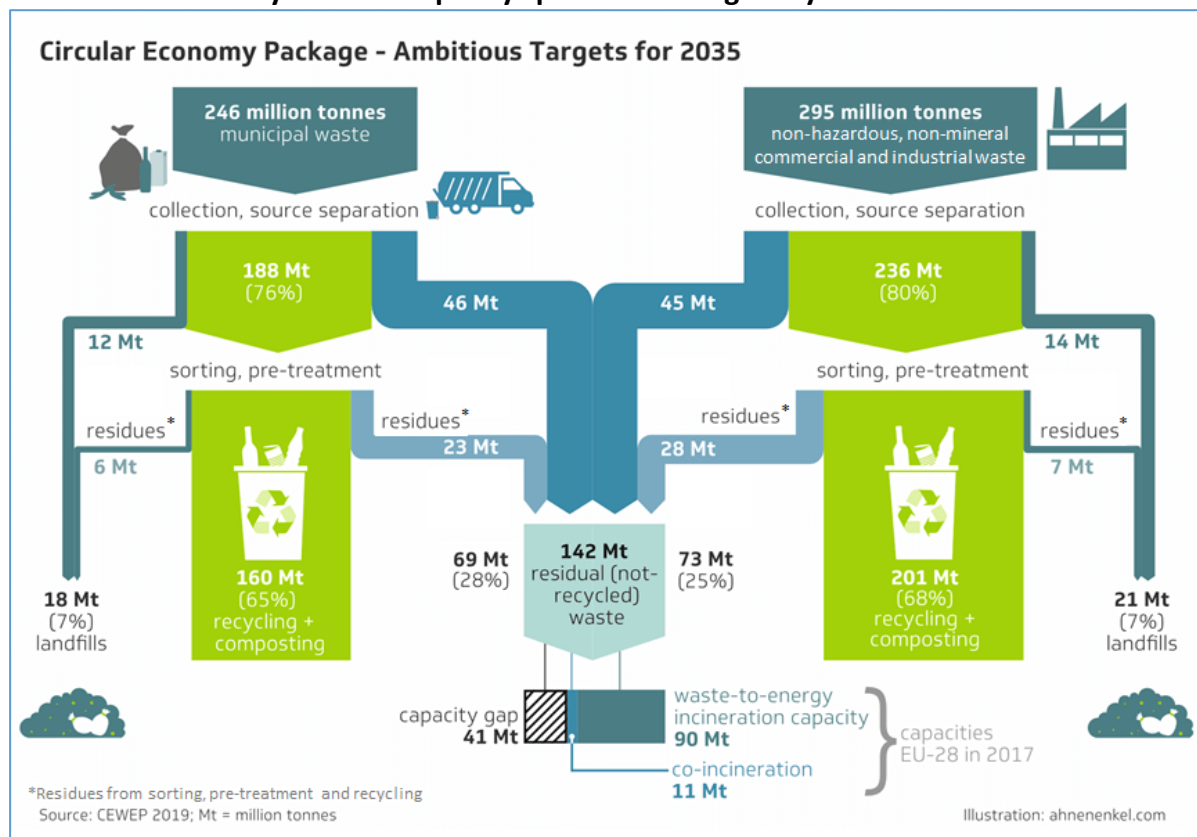 Circular Economy Package - Ambitious Targets for 2035
246 million tonnes
municipal waste
295 million tonnes
non-hazardous, non-mineral
commercial and industrial waste
collection, source separation
collection, source separation
188 Mt
(76%)
46 Mt
45 Mt
236 Mt
(80%)
12 Mt
14 Mt
sorting, pre-treatment
sorting, pre-treatment
residues*
residues*
residues*
residues*
6 Mt
23 Mt
28 Mt
7 Mt
69 Mt
(28%)
142 Mt
residual (not-
recycled)
waste
73 Mt
(25%)
18 Mt
(7%)
landfills
160 Mt
(65%)
recycling +
composting
201 Mt
(68%)
recycling +
composting
21 Mt
(7%)
landfills
capacity gap
41 Mt
waste-to-energy
incineration capacity
90 Mt
co-incineration
11 Mt
capacities
EU-28 in 2017
*Residues from sorting, pre-treatment and recycling
Source: CEWEP 2019; Mt = million tonnes
Illustration: ahnenenkel.com